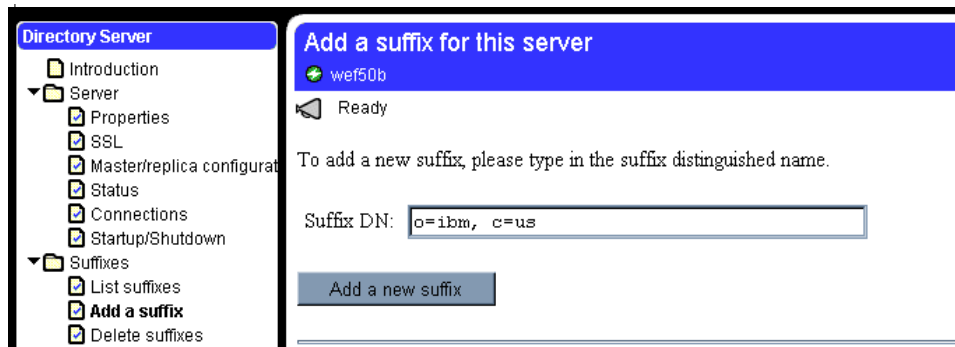 Directory Server
Introduction
Server
Properties
SSL
Master/replica configurat
Status
Connections
Startup/Shutdown
Suffixes
List suffixes
Add a suffix
Delete suffixes
Add a suffix for this server
wef50b
Ready
To add a new suffix, please type in the suffix distinguished name.
Suffix DN: o=ibm, c=us
Add a new suffix